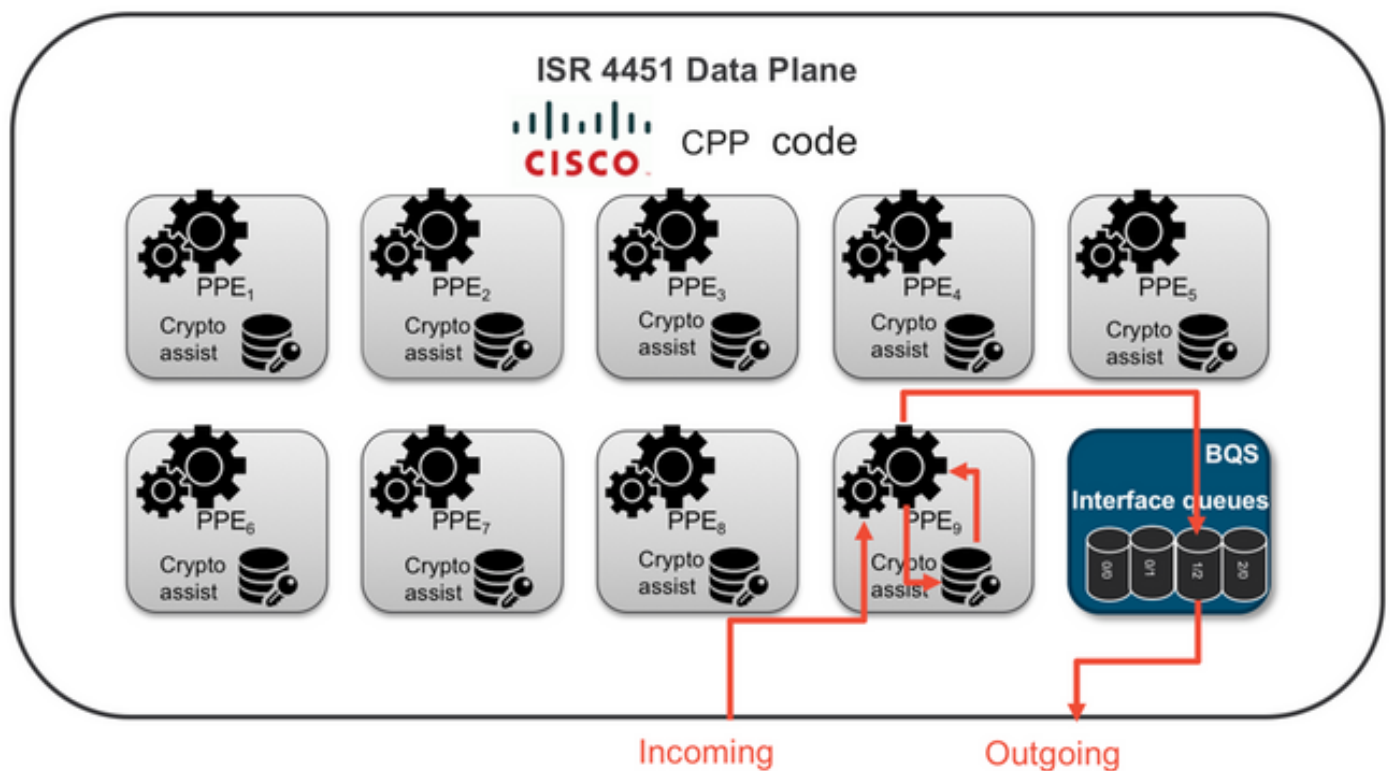 ISR 4451 Data Plane
CISCO CPP code
PPE1
Crypto
assist
PPE2
Crypto
assist
PPE3
Crypto
assist
PPE4
Crypto
assist
PPE5
Crypto
assist
PPE6
Crypto
assist
PPE7
Crypto
assist
PPE8
Crypto
assist
PPE9
Crypto
assist
BQS
Interface queues
0/0
0/1
1/2
2/0
Incoming
Outgoing